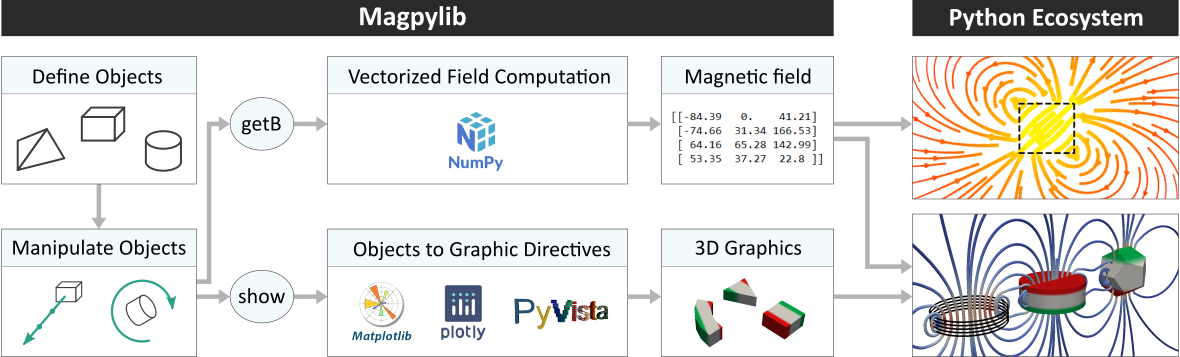 Magpylib
Python Ecosystem
Define Objects
getB
Vectorized Field Computation
NumPy
Magnetic field
[[-84.39 0. 41.21]
[-74.66 31.34 166.53]
[ 64.16 65.28 142.99]
[ 53.35 37.27 22.8 ]]
Manipulate Objects
show
Objects to Graphic Directives
Matplotlib
plotly
PyVista
3D Graphics